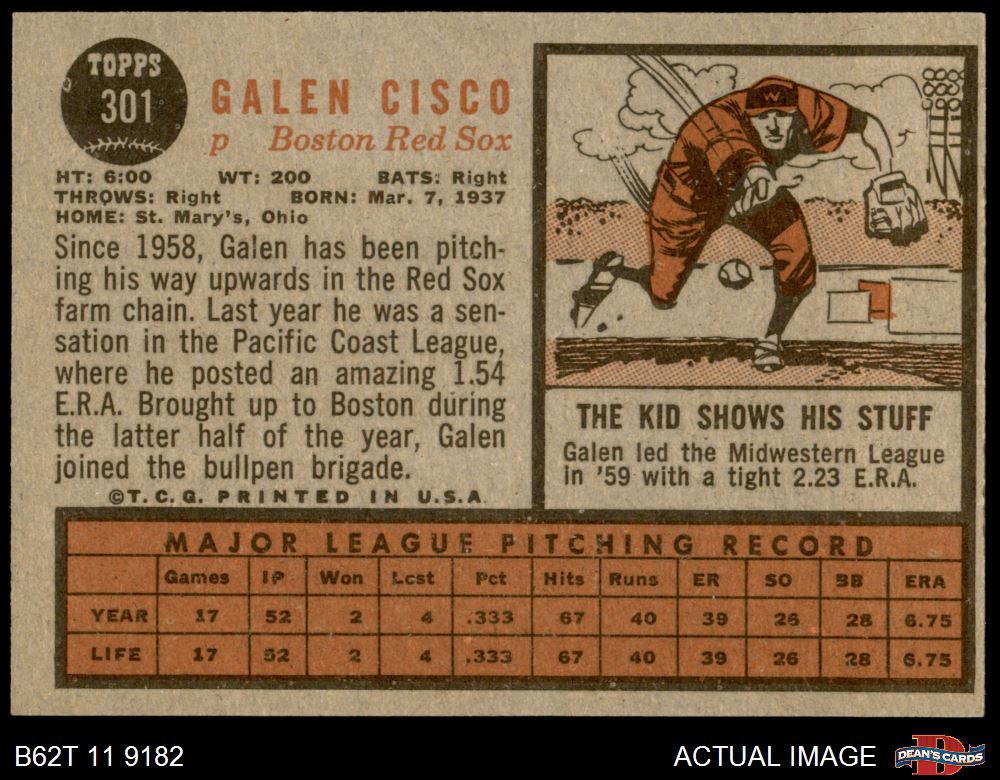 TOPPS
301
GALEN CISCO
p Boston Red Sox
HT: 6:00 WT: 200 BATS: Right
THROWS: Right BORN: Mar. 7, 1937
HOME: St. Mary's, Ohio
Since 1958, Galen has been pitch-
ing his way upwards in the Red Sox
farm chain. Last year he was a sen-
sation in the Pacific Coast League,
where he posted an amazing 1.54
E.R.A. Brought up to Boston during
the latter half of the year, Galen
joined the bullpen brigade.
©T.C.G. PRINTED IN U.S.A.
W
THE KID SHOWS HIS STUFF
Galen led the Midwestern League
in '59 with a tight 2.23 E.R.A.
MAJOR LEAGUE PITCHING RECORD
Games IP Won Lost Pct Hits Runs ER SO BB ERA
YEAR 17 52 2 4 .333 67 40 39 26 28 6.75
LIFE 17 52 2 4 .333 67 40 39 26 28 6.75
B62T 11 9182 ACTUAL IMAGE DEAN'S CARDS